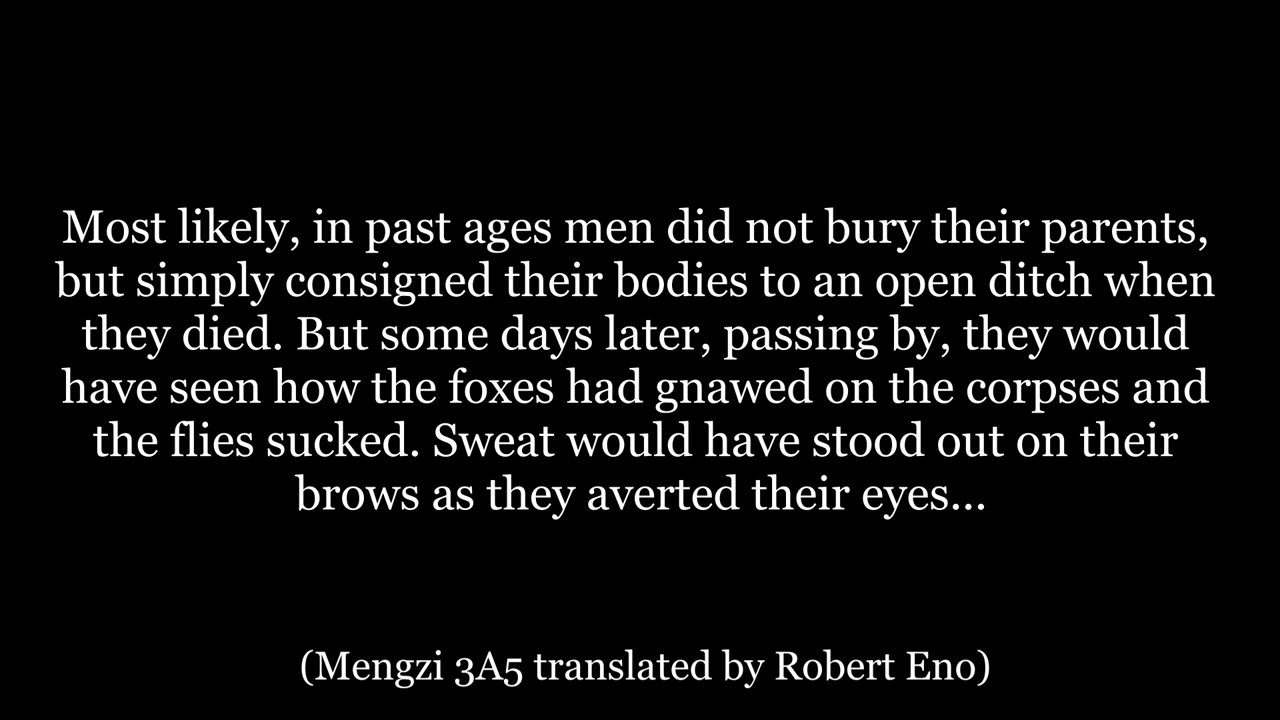 Most likely, in past ages men did not bury their parents,
but simply consigned their bodies to an open ditch when
they died. But some days later, passing by, they would
have seen how the foxes had gnawed on the corpses and
the flies sucked. Sweat would have stood out on their
brows as they averted their eyes...
(Mengzi 3A5 translated by Robert Eno)